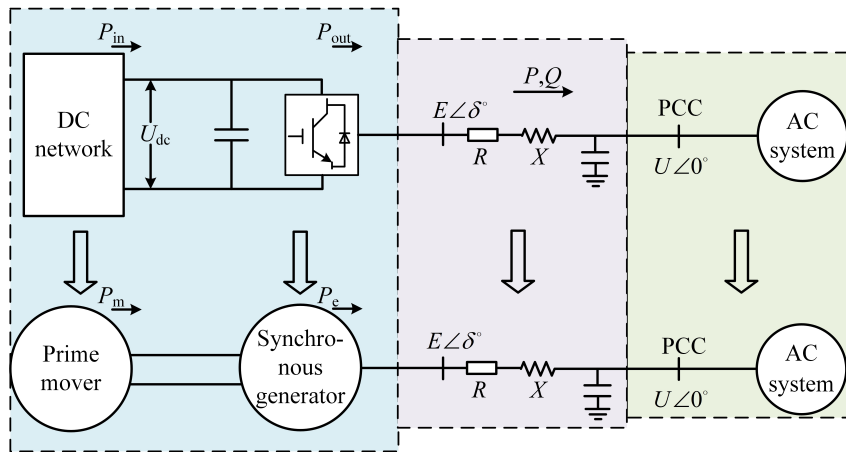 P_in
P_out
DC
network
U_dc
E∠δ°
P,Q
R
X
PCC
U∠0°
AC
system
P_m
P_e
Prime
mover
Synchro-
nous
generator
E∠δ°
R
X
PCC
U∠0°
AC
system